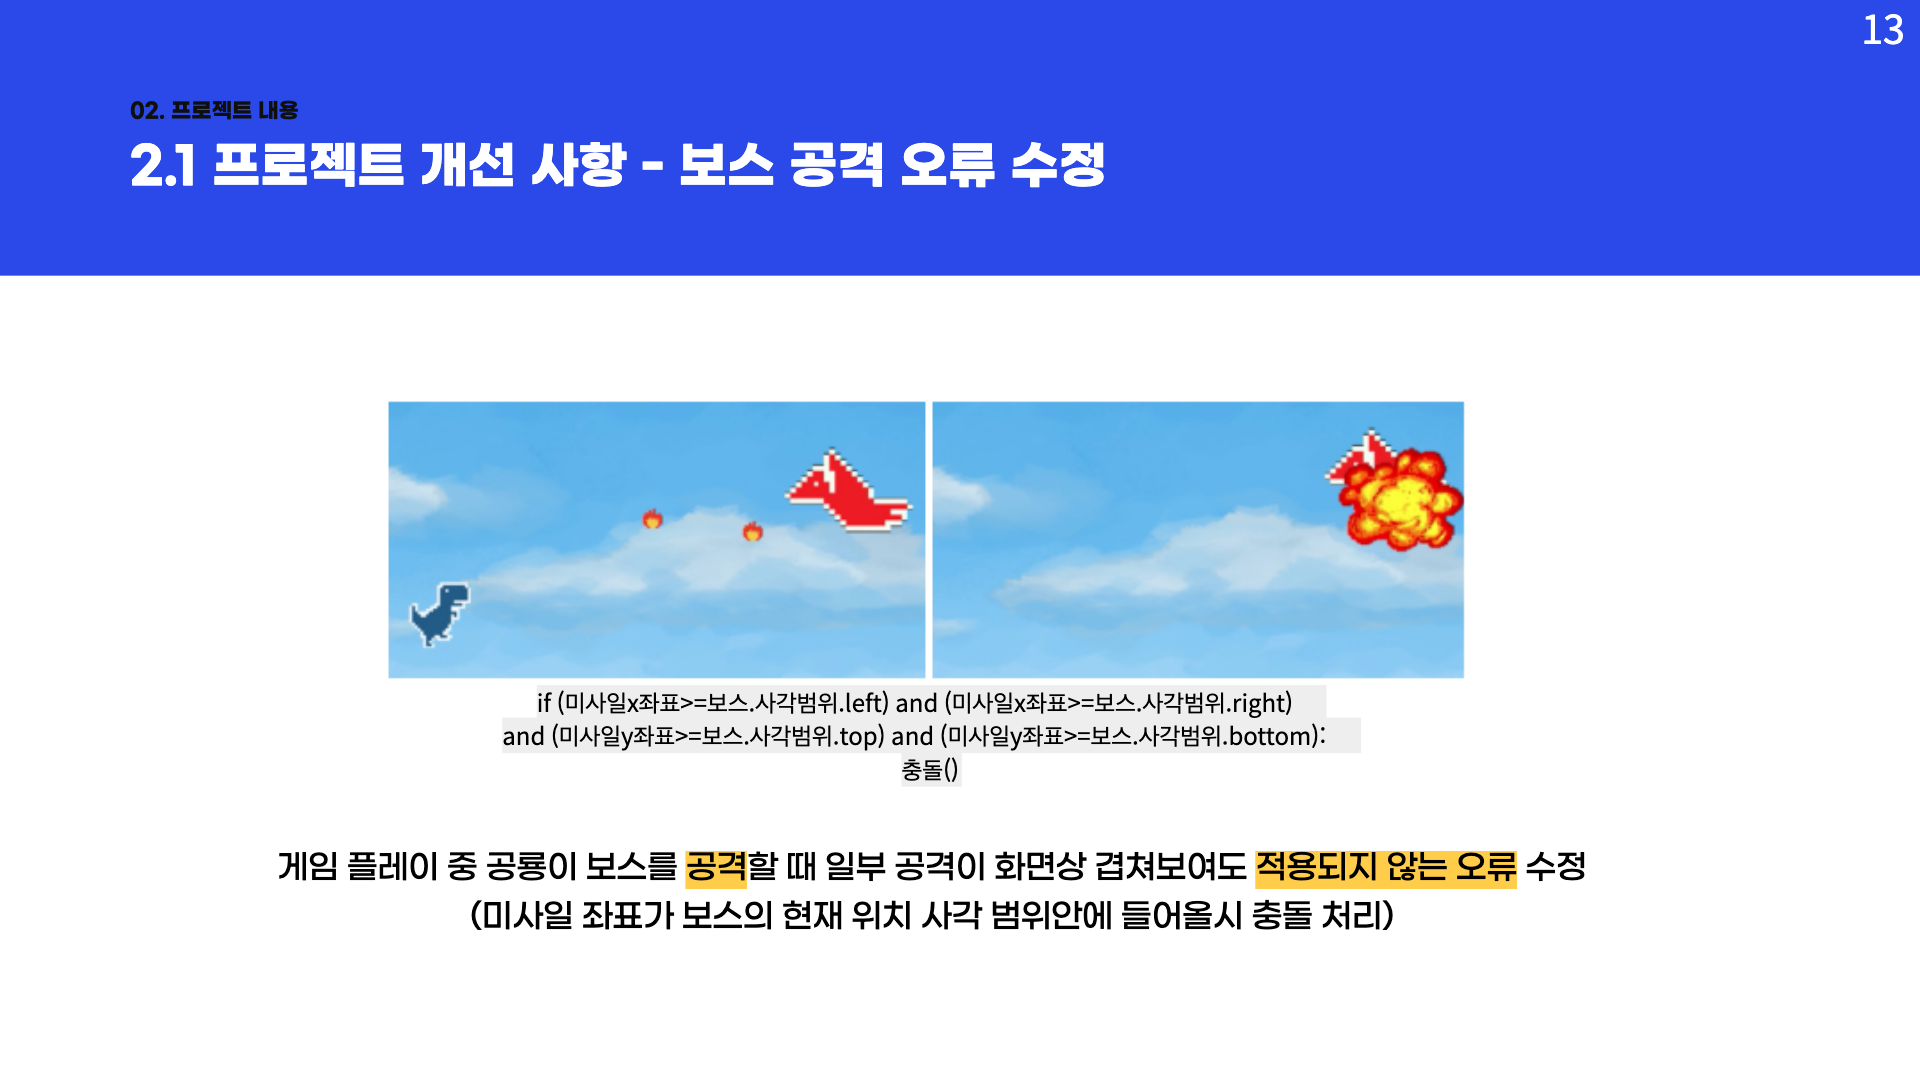 13
02. 프로젝트 내용
2.1 프로젝트 개선 사항 - 보스 공격 오류 수정
if (미사일x좌표>=보스.사각범위.left) and (미사일x좌표>=보스.사각범위.right)
and (미사일y좌표>=보스.사각범위.top) and (미사일y좌표>=보스.사각범위.bottom):
충돌()
게임 플레이 중 공룡이 보스를 공격할 때 일부 공격이 화면상 겹쳐보여도 적용되지 않는 오류 수정
(미사일 좌표가 보스의 현재 위치 사각 범위안에 들어올시 충돌 처리)